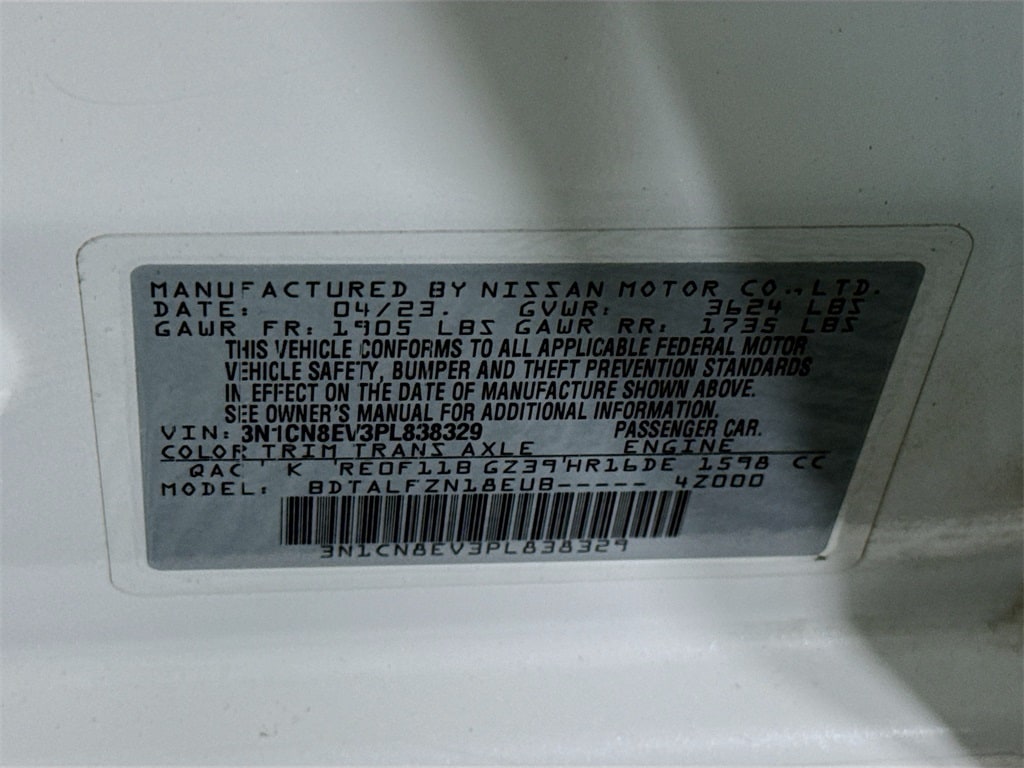 MANUFACTURED BY NISSAN MOTOR CO., LTD.
DATE: 04/23. GVWR: 3624 LBS
GAWR FR: 1905 LBS GAWR RR: 1735 LBS
THIS VEHICLE CONFORMS TO ALL APPLICABLE FEDERAL MOTOR
VEHICLE SAFETY, BUMPER AND THEFT PREVENTION STANDARDS
IN EFFECT ON THE DATE OF MANUFACTURE SHOWN ABOVE.
SEE OWNER'S MANUAL FOR ADDITIONAL INFORMATION.
VIN: 3N1CN8EV3PL838329 PASSENGER CAR.
COLOR TRIM TRANS AXLE ENGINE
QAC ' K 'RE0F11B GZ39'HR16DE 1598 CC
MODEL: BDTALFZN18EUB----- 4Z000
3N1CN8EV3PL838329